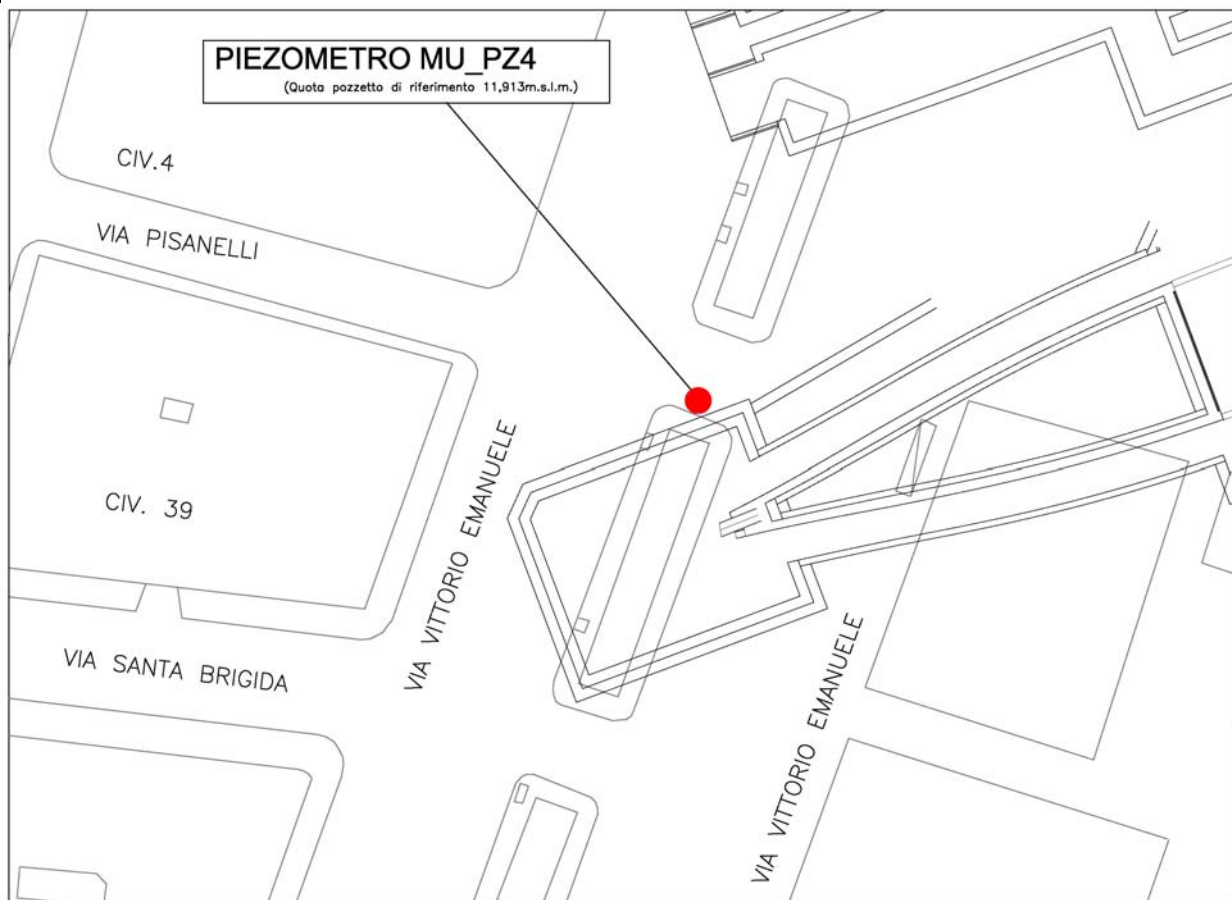 PIEZOMETRO MU_PZ4
(Quota pozzetto di riferimento 11,913m.s.l.m.)
CIV.4
VIA PISANELLI
CIV. 39
VIA VITTORIO EMANUELE
VIA SANTA BRIGIDA
VIA VITTORIO EMANUELE